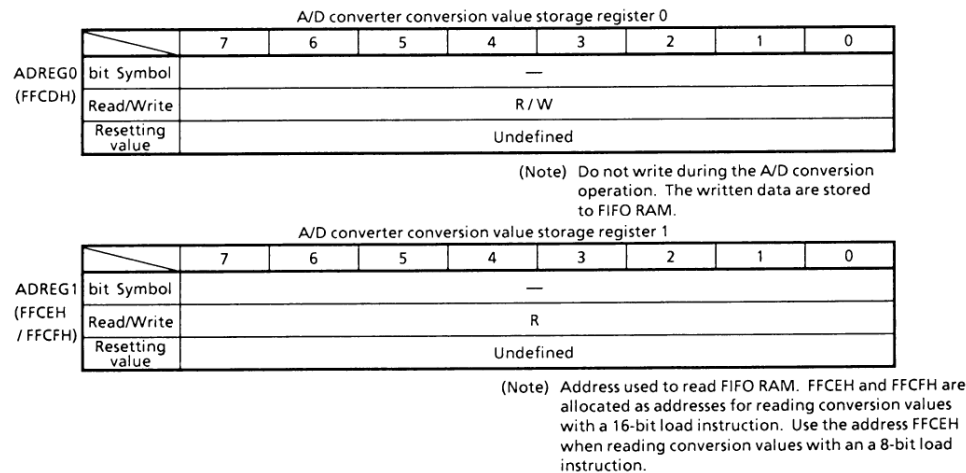 A/D converter conversion value storage register 0
7 6 5 4 3 2 1 0
ADREG0 bit Symbol —
(FFCDH) Read/Write R / W
Resetting value Undefined
(Note) Do not write during the A/D conversion
operation. The written data are stored
to FIFO RAM.
A/D converter conversion value storage register 1
7 6 5 4 3 2 1 0
ADREG1 bit Symbol —
(FFCEH
/ FFCFH) Read/Write R
Resetting value Undefined
(Note) Address used to read FIFO RAM. FFCEH and FFCFH are
allocated as addresses for reading conversion values
with a 16-bit load instruction. Use the address FFCEH
when reading conversion values with an a 8-bit load
instruction.